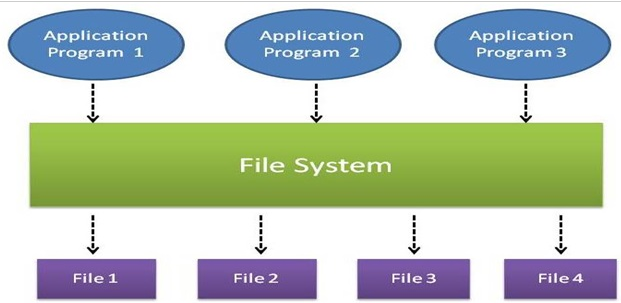 Application
Program 1
Application
Program 2
Application
Program 3
File System
File 1
File 2
File 3
File 4